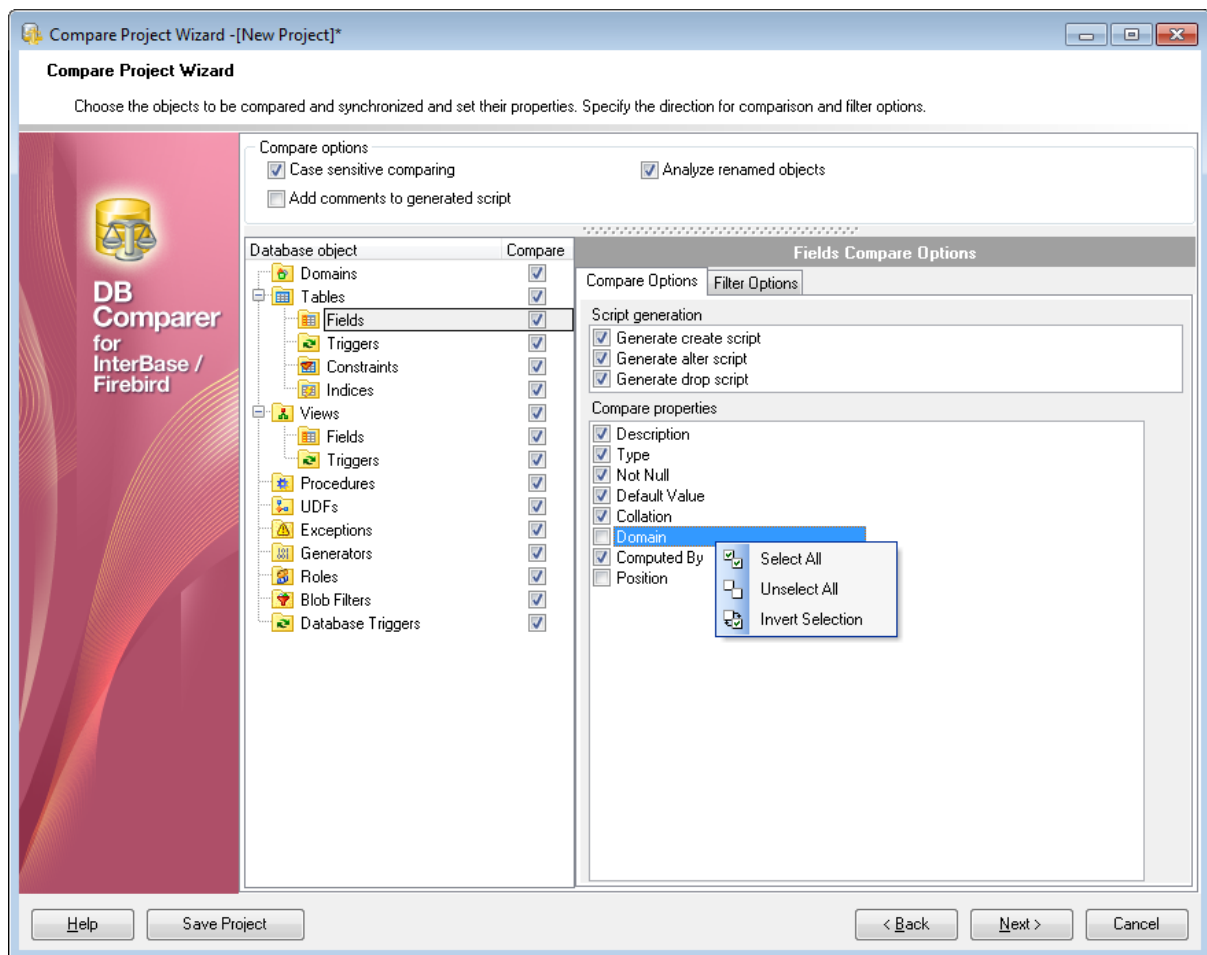 Compare Project Wizard -[New Project]*
Compare Project Wizard
Choose the objects to be compared and synchronized and set their properties. Specify the direction for comparison and filter options.
DB
Comparer
for
InterBase /
Firebird
Compare options
Case sensitive comparing
Analyze renamed objects
Add comments to generated script
Database object Compare
Domains
Tables
Fields
Triggers
Constraints
Indices
Views
Fields
Triggers
Procedures
UDFs
Exceptions
Generators
Roles
Blob Filters
Database Triggers
Fields Compare Options
Compare Options Filter Options
Script generation
Generate create script
Generate alter script
Generate drop script
Compare properties
Description
Type
Not Null
Default Value
Collation
Domain
Computed By
Position
Select All
Unselect All
Invert Selection
Help Save Project < Back Next > Cancel